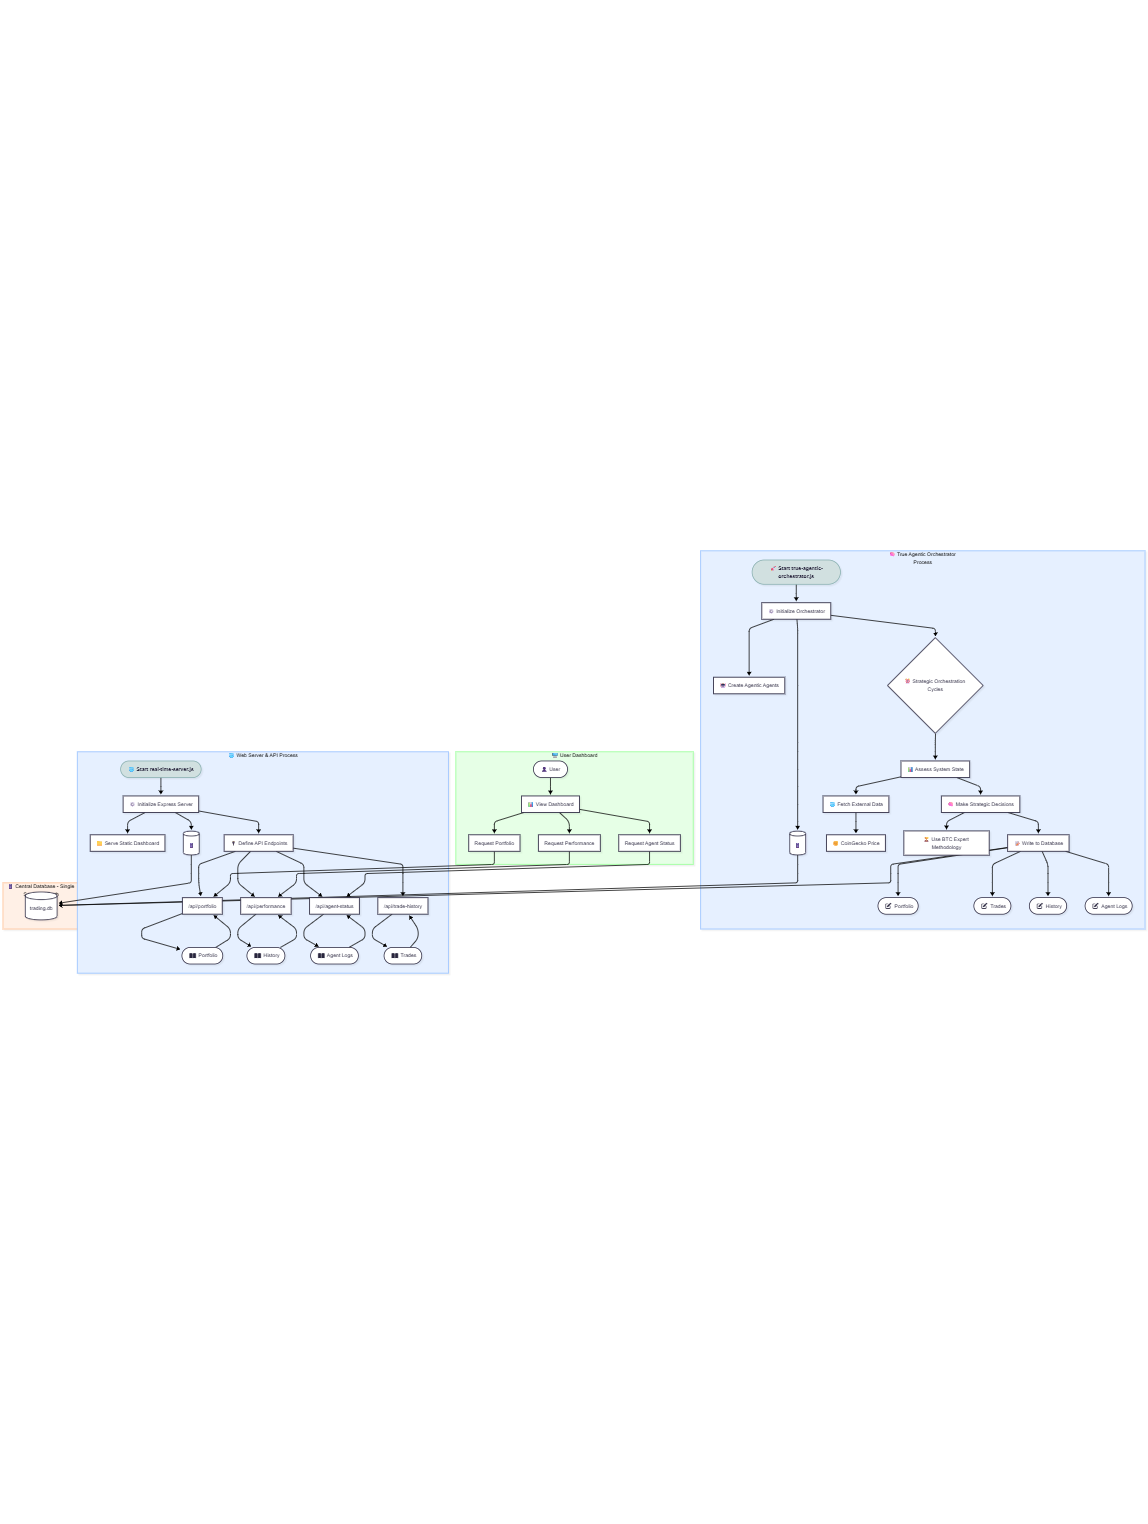 True Agentic Orchestrator
Process
Start true-agentic-
orchestrator.js
Initialize Orchestrator
Create Agentic Agents
Strategic Orchestration
Cycles
Assess System State
Fetch External Data
Make Strategic Decisions
CoinGecko Price
Use BTC-Expert
Methodology
Write to Database
Portfolio
Trades
History
Agent Logs
Web Server & API Process
Start real-time-server.js
Initialize Express Server
Serve Static Dashboard
Define API Endpoints
/api/portfolio
/api/performance
/api/agent-status
/api/trade-history
Portfolio
History
Agent Logs
Trades
User Dashboard
User
View Dashboard
Request Portfolio
Request Performance
Request Agent Status
Central Database - Single
trading.db